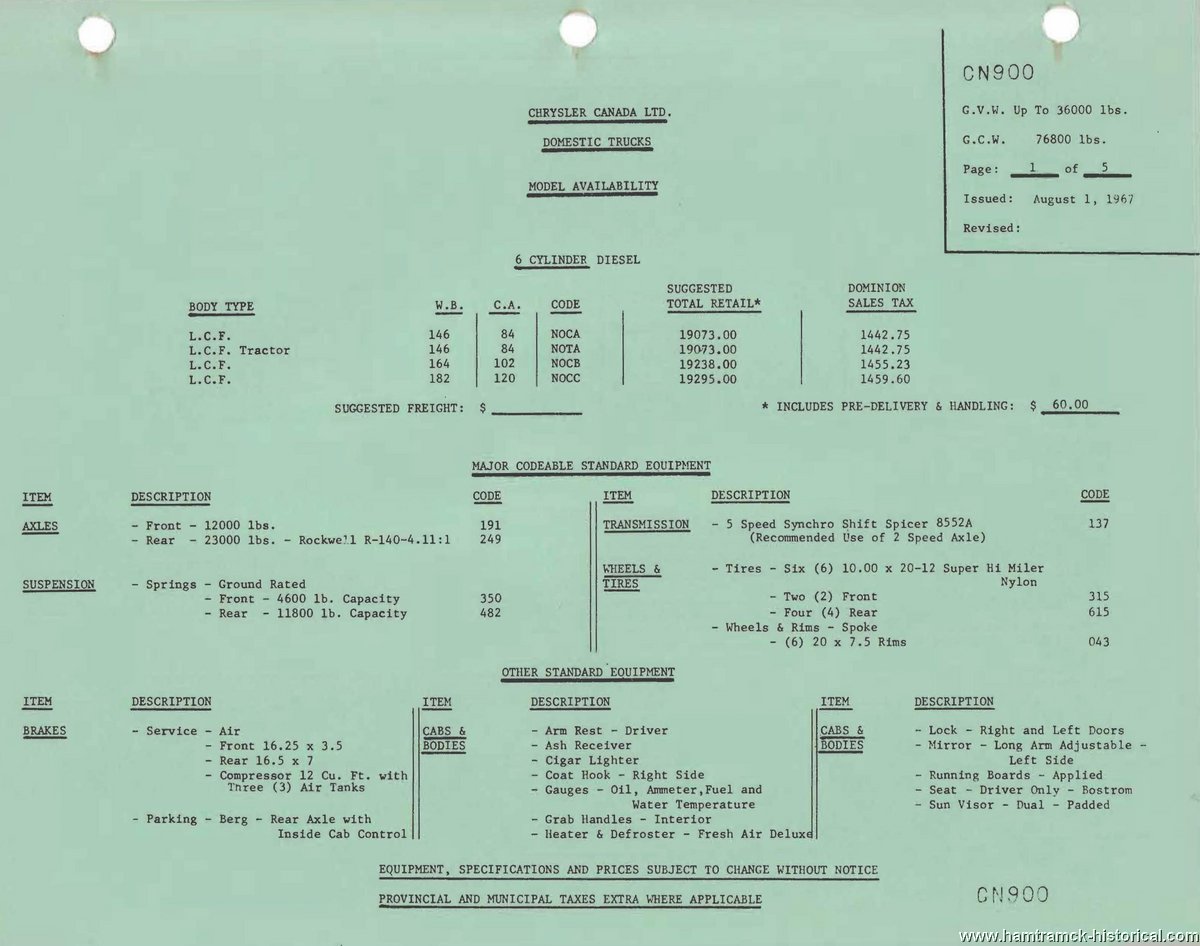 CN900
G.V.W. Up To 36000 lbs.
G.C.W. 76800 lbs.
Page: 1 of 5
Issued: August 1, 1967
Revised:
CHRYSLER CANADA LTD.
DOMESTIC TRUCKS
MODEL AVAILABILITY
6 CYLINDER DIESEL
SUGGESTED DOMINION
BODY TYPE W.B. C.A. CODE TOTAL RETAIL* SALES TAX
L.C.F. 146 84 NOCA 19073.00 1442.75
L.C.F. Tractor 146 84 NOTA 19073.00 1442.75
L.C.F. 164 102 NOCB 19238.00 1455.23
L.C.F. 182 120 NOCC 19295.00 1459.60
SUGGESTED FREIGHT: $ * INCLUDES PRE-DELIVERY & HANDLING: $ 60.00
MAJOR CODEABLE STANDARD EQUIPMENT
ITEM DESCRIPTION CODE
AXLES - Front - 12000 lbs. 191
- Rear - 23000 lbs. - Rockwell R-140-4.11:1 249
SUSPENSION - Springs - Ground Rated
- Front - 4600 lb. Capacity 350
- Rear - 11800 lb. Capacity 482
ITEM DESCRIPTION CODE
TRANSMISSION - 5 Speed Synchro Shift Spicer 8552A 137
(Recommended Use of 2 Speed Axle)
WHEELS & - Tires - Six (6) 10.00 x 20-12 Super Hi Miler
TIRES Nylon
- Two (2) Front 315
- Four (4) Rear 615
- Wheels & Rims - Spoke
- (6) 20 x 7.5 Rims 043
OTHER STANDARD EQUIPMENT
ITEM DESCRIPTION
BRAKES - Service - Air
- Front 16.25 x 3.5
- Rear 16.5 x 7
- Compressor 12 Cu. Ft. with
Three (3) Air Tanks
- Parking - Berg - Rear Axle with
Inside Cab Control
ITEM DESCRIPTION
CABS & - Arm Rest - Driver
BODIES - Ash Receiver
- Cigar Lighter
- Coat Hook - Right Side
- Gauges - Oil, Ammeter,Fuel and
Water Temperature
- Grab Handles - Interior
- Heater & Defroster - Fresh Air Deluxe
ITEM DESCRIPTION
CABS & - Lock - Right and Left Doors
BODIES - Mirror - Long Arm Adjustable -
Left Side
- Running Boards - Applied
- Seat - Driver Only - Bostrom
- Sun Visor - Dual - Padded
EQUIPMENT, SPECIFICATIONS AND PRICES SUBJECT TO CHANGE WITHOUT NOTICE
PROVINCIAL AND MUNICIPAL TAXES EXTRA WHERE APPLICABLE
CN900
www.hamtramck-historical.com